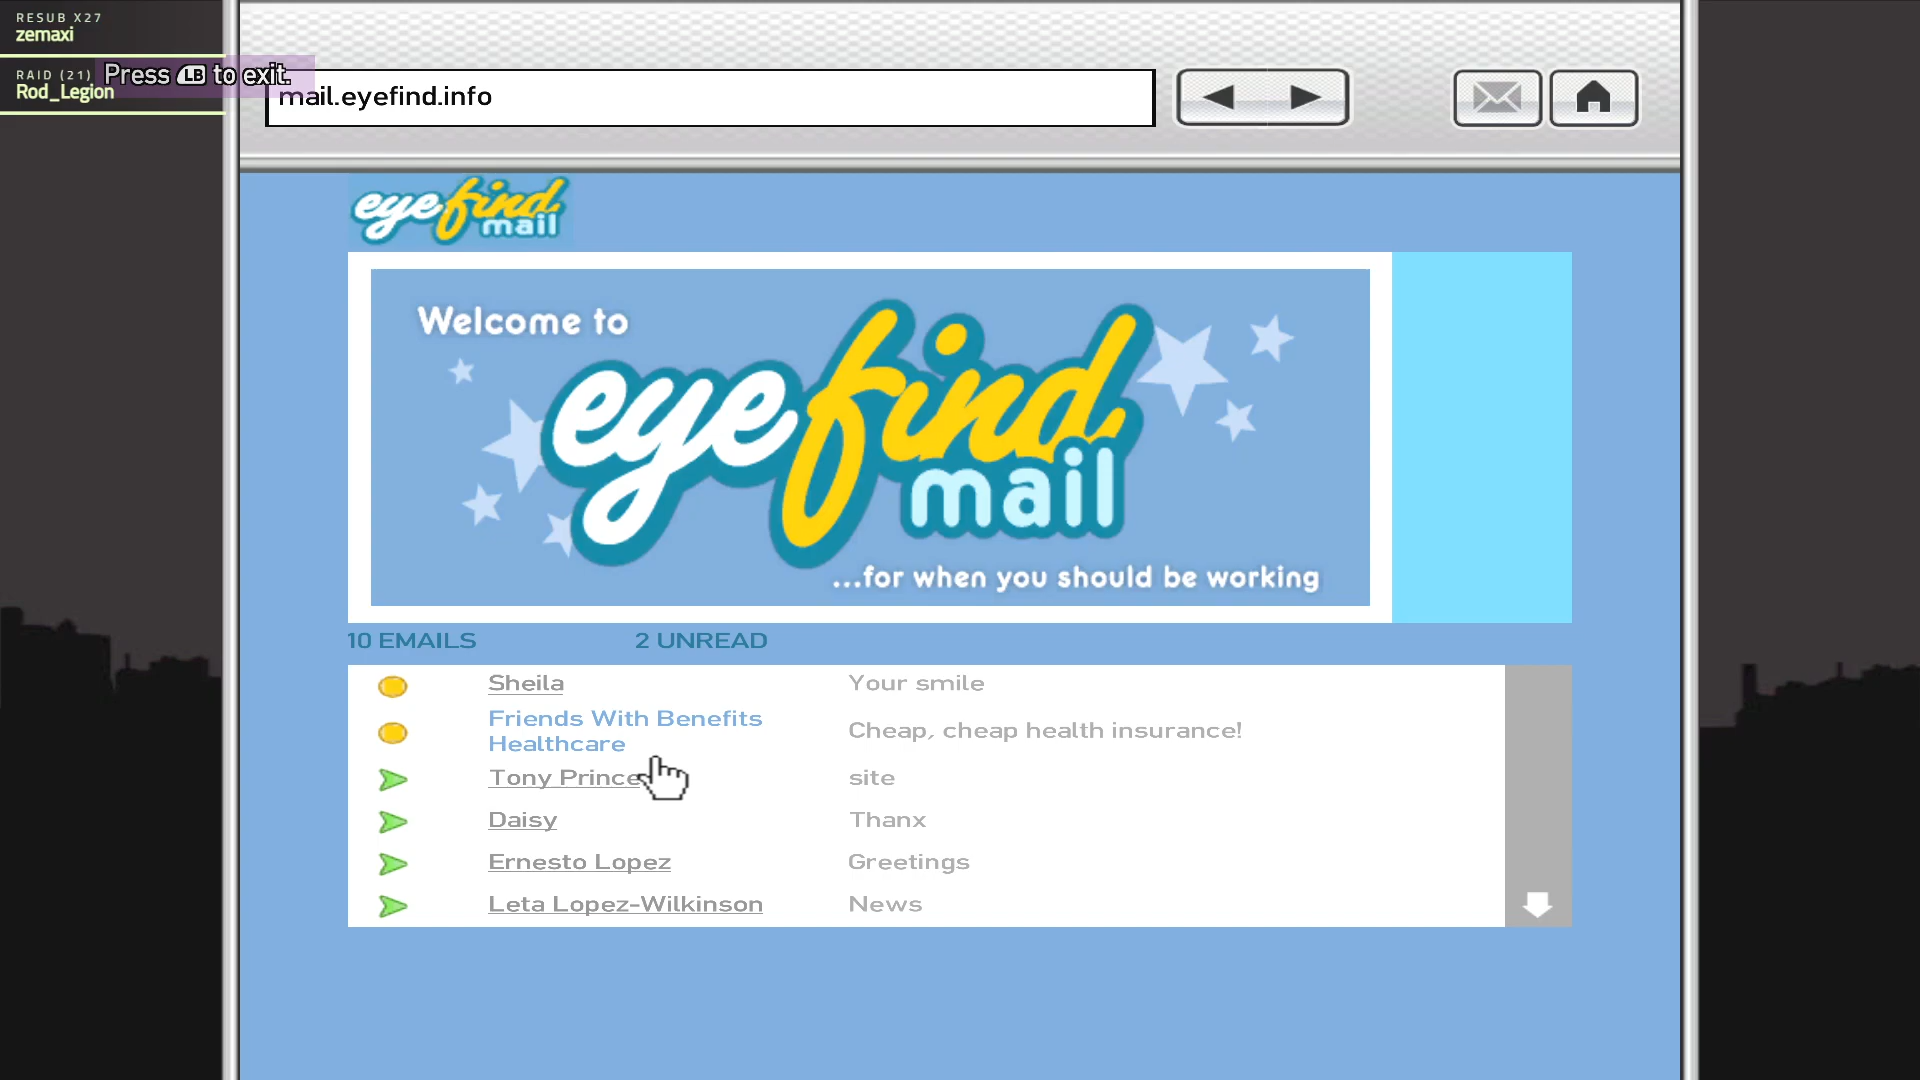 RESUB X27
zemaxi
RAID (21)
Rod_Legion
Press LB to exit.
mail.eyefind.info
eyefind
mail
Welcome to
eyefind
mail
...for when you should be working
10 EMAILS 2 UNREAD
Sheila Your smile
Friends With Benefits
Healthcare Cheap, cheap health insurance!
Tony Prince site
Daisy Thanx
Ernesto Lopez Greetings
Leta Lopez-Wilkinson News